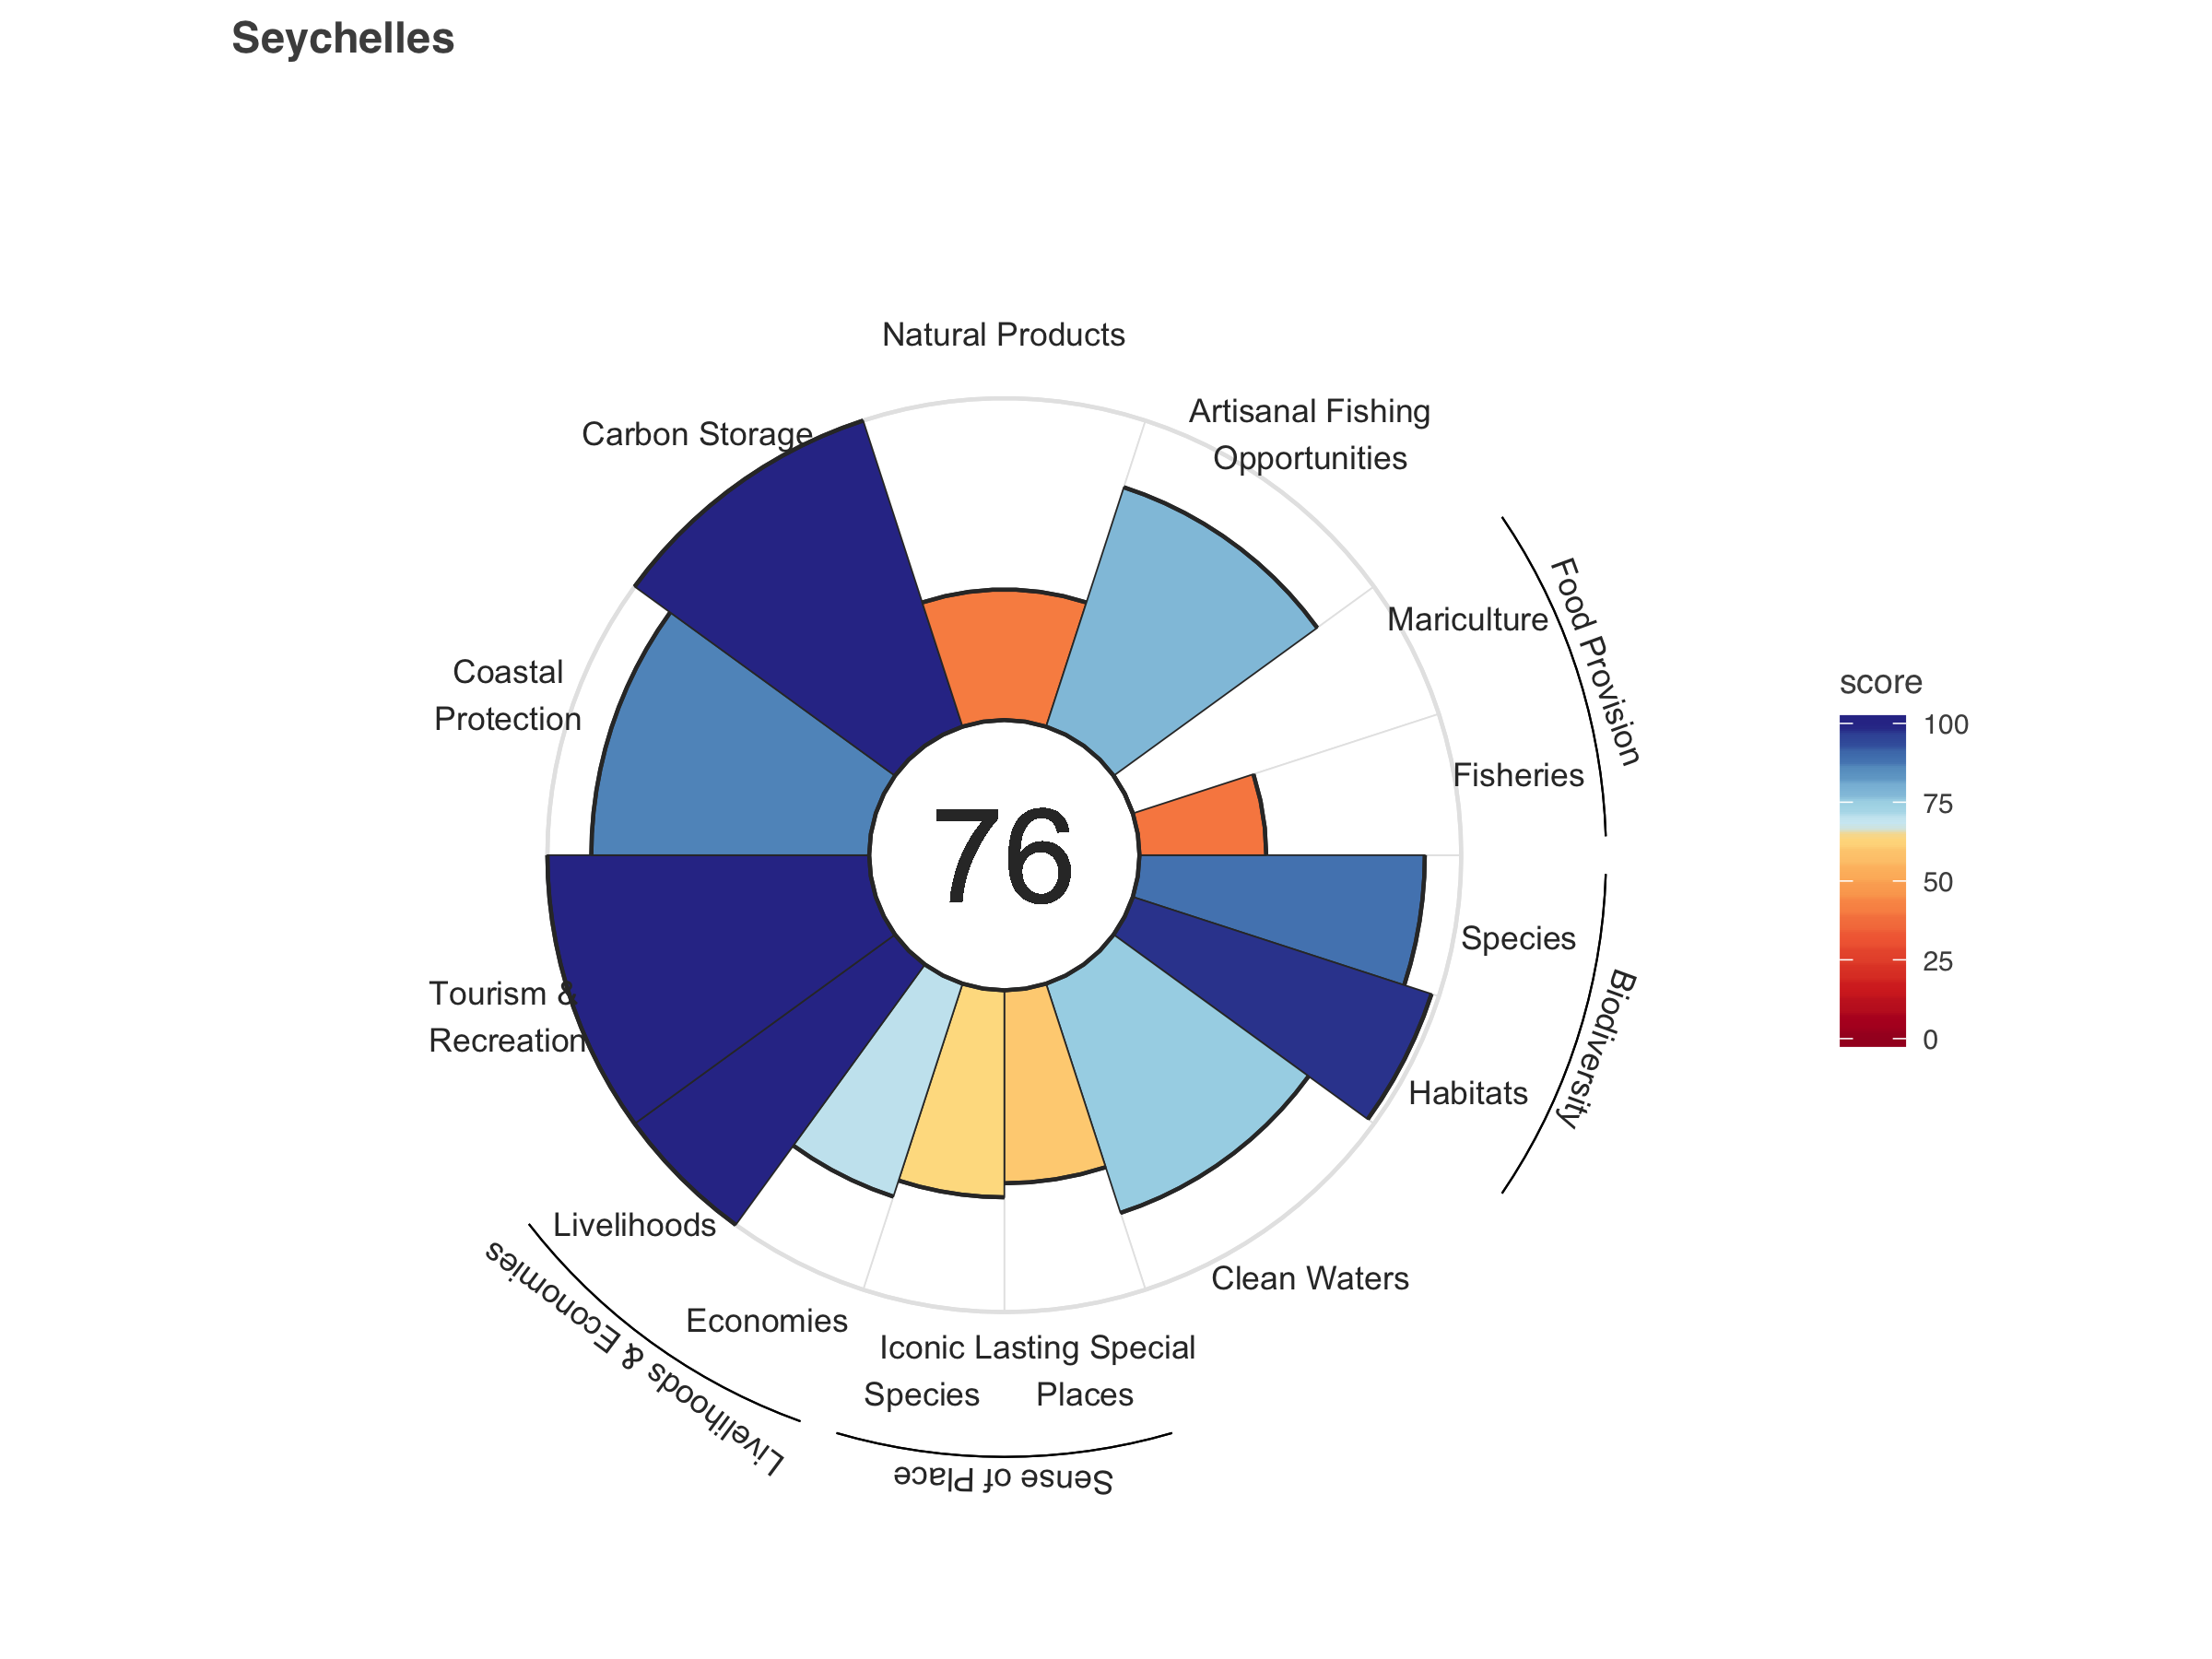 Seychelles
Natural Products
Artisanal Fishing
Opportunities
Carbon Storage
Mariculture
Food Provision
Coastal
Protection
Fisheries
score
100
75
50
25
0
76
Species
Biodiversity
Tourism &
Recreation
Habitats
Livelihoods
Clean Waters
Livelihoods & Economies
Economies
Iconic
Species
Lasting Special
Places
Sense of Place